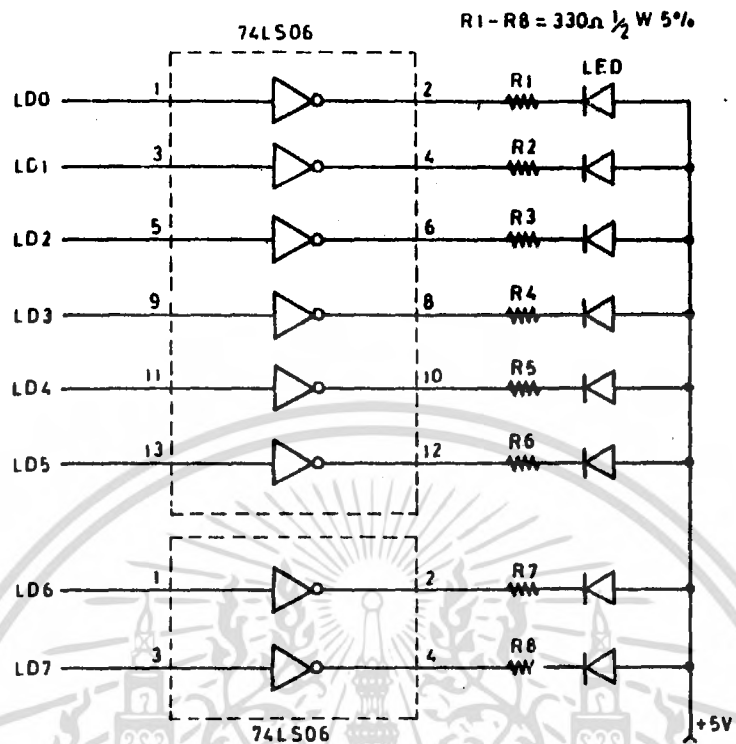 74LS06
R1-R8 = 330Ω ½ W 5%
LED
LD0 1 2 R1
LD1 3 4 R2
LD2 5 6 R3
LD3 9 8 R4
LD4 11 10 R5
LD5 13 12 R6
LD6 1 2 R7
LD7 3 4 R8
+5V
74LS06